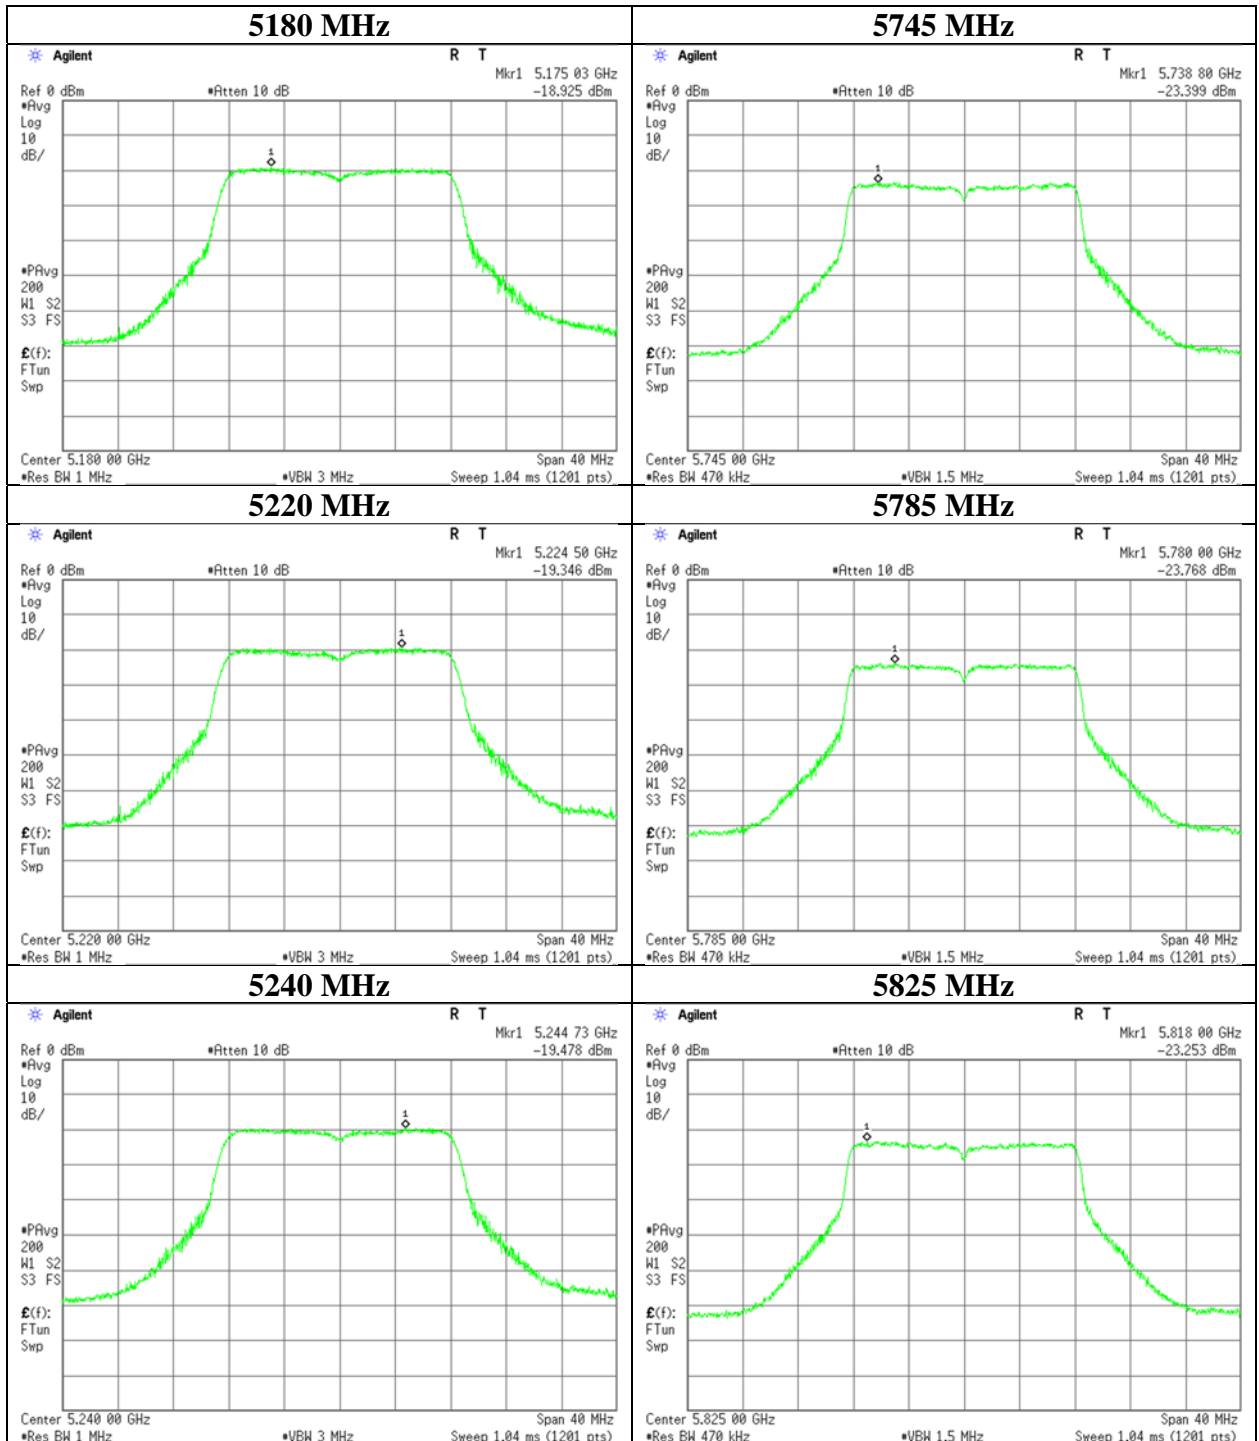 5180 MHz
Agilent
R T
Mkr1 5.175 03 GHz
Ref 0 dBm #Atten 10 dB -18.925 dBm
#Avg
Log
10
dB/
1
#PAvg
200
W1 S2
S3 FS
£(f):
FTun
Swp
Center 5.180 00 GHz Span 40 MHz
#Res BW 1 MHz #VBW 3 MHz Sweep 1.04 ms (1201 pts)
5745 MHz
Agilent
R T
Mkr1 5.738 80 GHz
Ref 0 dBm #Atten 10 dB -23.399 dBm
#Avg
Log
10
dB/
1
#PAvg
200
W1 S2
S3 FS
£(f):
FTun
Swp
Center 5.745 00 GHz Span 40 MHz
#Res BW 470 kHz #VBW 1.5 MHz Sweep 1.04 ms (1201 pts)
5220 MHz
Agilent
R T
Mkr1 5.224 50 GHz
Ref 0 dBm #Atten 10 dB -19.346 dBm
#Avg
Log
10
dB/
1
#PAvg
200
W1 S2
S3 FS
£(f):
FTun
Swp
Center 5.220 00 GHz Span 40 MHz
#Res BW 1 MHz #VBW 3 MHz Sweep 1.04 ms (1201 pts)
5785 MHz
Agilent
R T
Mkr1 5.780 00 GHz
Ref 0 dBm #Atten 10 dB -23.768 dBm
#Avg
Log
10
dB/
1
#PAvg
200
W1 S2
S3 FS
£(f):
FTun
Swp
Center 5.785 00 GHz Span 40 MHz
#Res BW 470 kHz #VBW 1.5 MHz Sweep 1.04 ms (1201 pts)
5240 MHz
Agilent
R T
Mkr1 5.244 73 GHz
Ref 0 dBm #Atten 10 dB -19.478 dBm
#Avg
Log
10
dB/
1
#PAvg
200
W1 S2
S3 FS
£(f):
FTun
Swp
Center 5.240 00 GHz Span 40 MHz
#Res BW 1 MHz #VBW 3 MHz Sweep 1.04 ms (1201 pts)
5825 MHz
Agilent
R T
Mkr1 5.818 00 GHz
Ref 0 dBm #Atten 10 dB -23.253 dBm
#Avg
Log
10
dB/
1
#PAvg
200
W1 S2
S3 FS
£(f):
FTun
Swp
Center 5.825 00 GHz Span 40 MHz
#Res BW 470 kHz #VBW 1.5 MHz Sweep 1.04 ms (1201 pts)